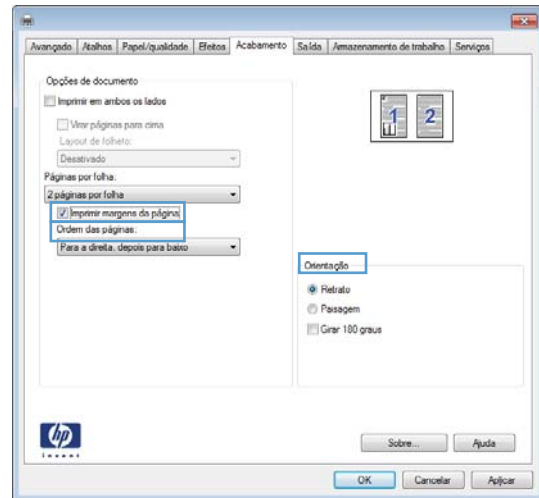 Avançado Atalhos Papel/qualidade Efeitos Acabamento Saída Armazenamento de trabalho Serviços
Opções de documento
Imprimir em ambos os lados
Virar páginas para cima
Layout de folheto:
Desativado
Páginas por folha:
2 páginas por folha
Imprimir margens da página
Ordem das páginas:
Para a direita, depois para baixo
1 2
Orientação
Retrato
Paisagem
Girar 180 graus
hp
invent
Sobre... Ajuda
OK Cancelar Aplicar